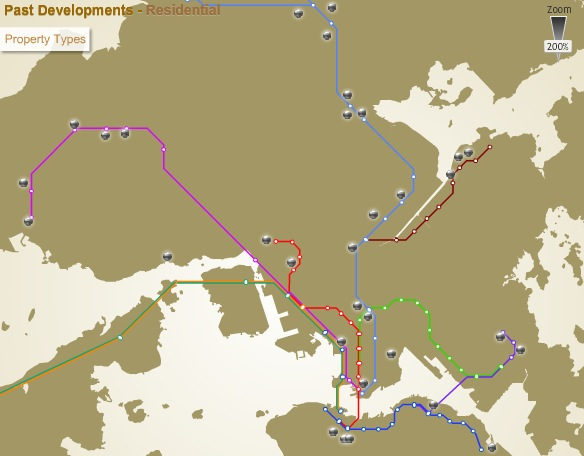 Past Developments - Residential
Zoom
Property Types
200%